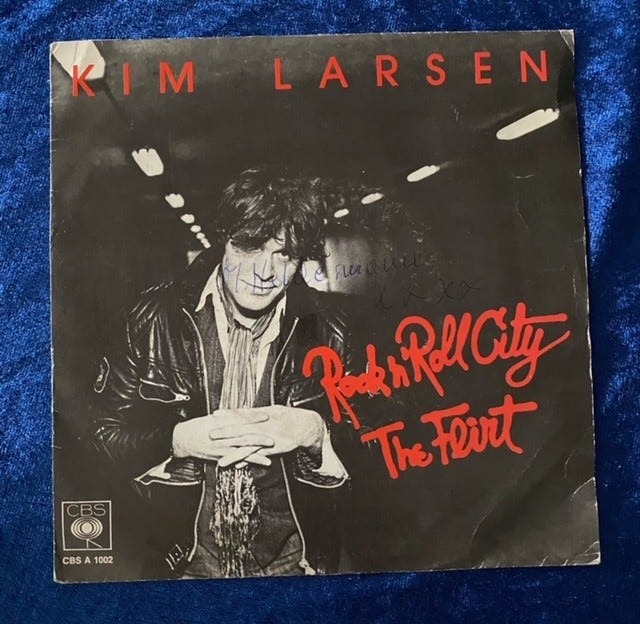 KIM LARSEN
Rock 'n' Roll City
The Flirt
CBS
CBS A 1002